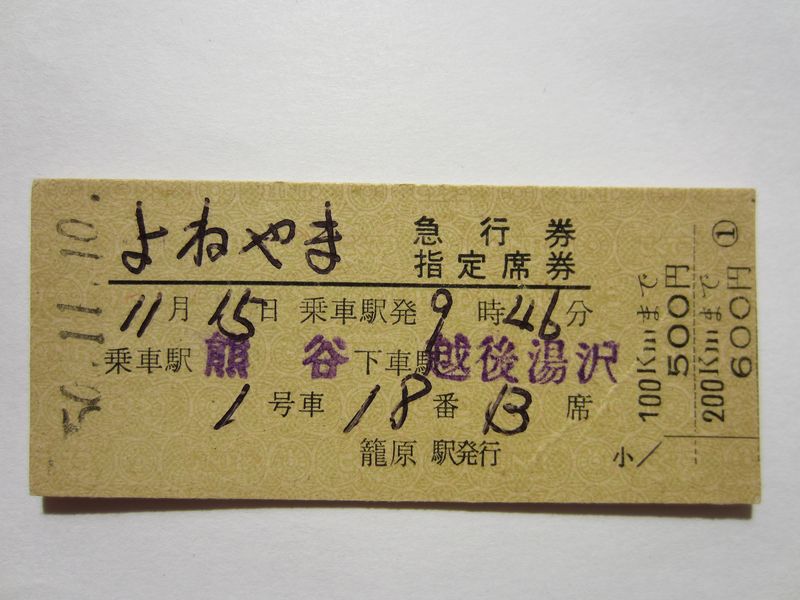 50.11.10.
よねやま 急行券
指定席券
11月15日 乗車駅発9時46分
乗車駅 熊谷 下車駅 越後湯沢
1号車 18番 B席
籠原 駅発行
小
100Kmまで 500円
200Kmまで 600円
①